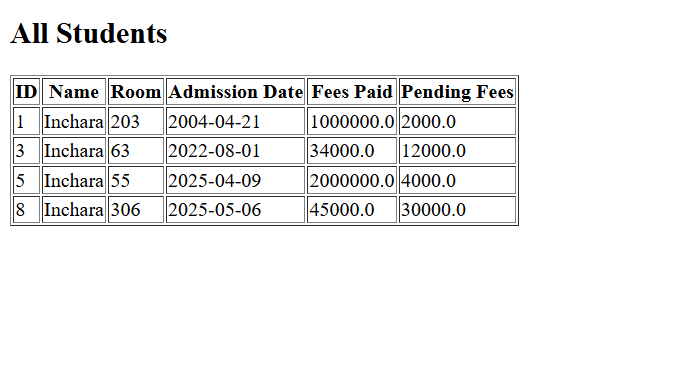 All Students
ID Name Room Admission Date Fees Paid Pending Fees
1 Inchara 203 2004-04-21 1000000.0 2000.0
3 Inchara 63 2022-08-01 34000.0 12000.0
5 Inchara 55 2025-04-09 2000000.0 4000.0
8 Inchara 306 2025-05-06 45000.0 30000.0